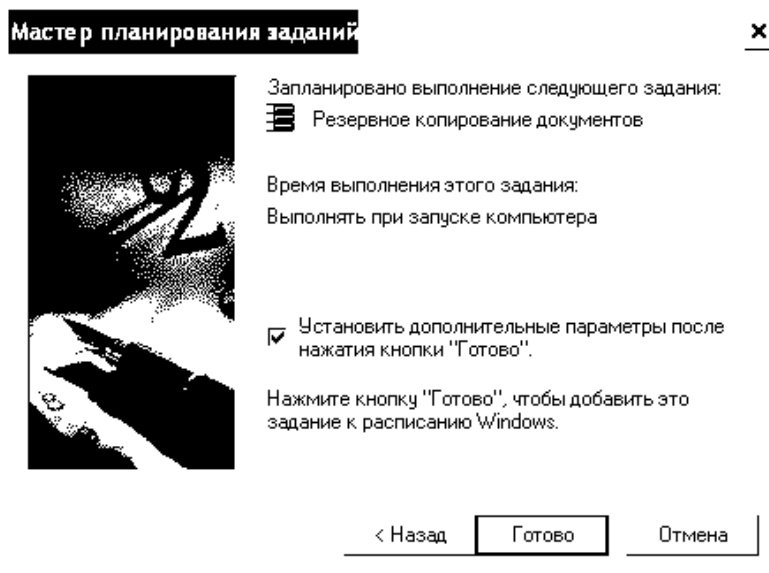 Мастер планирования заданий
Запланировано выполнение следующего задания:
Резервное копирование документов
Время выполнения этого задания:
Выполнять при запуске компьютера
Установить дополнительные параметры после
нажатия кнопки "Готово".
Нажмите кнопку "Готово", чтобы добавить это
задание к расписанию Windows.
< Назад Готово Отмена